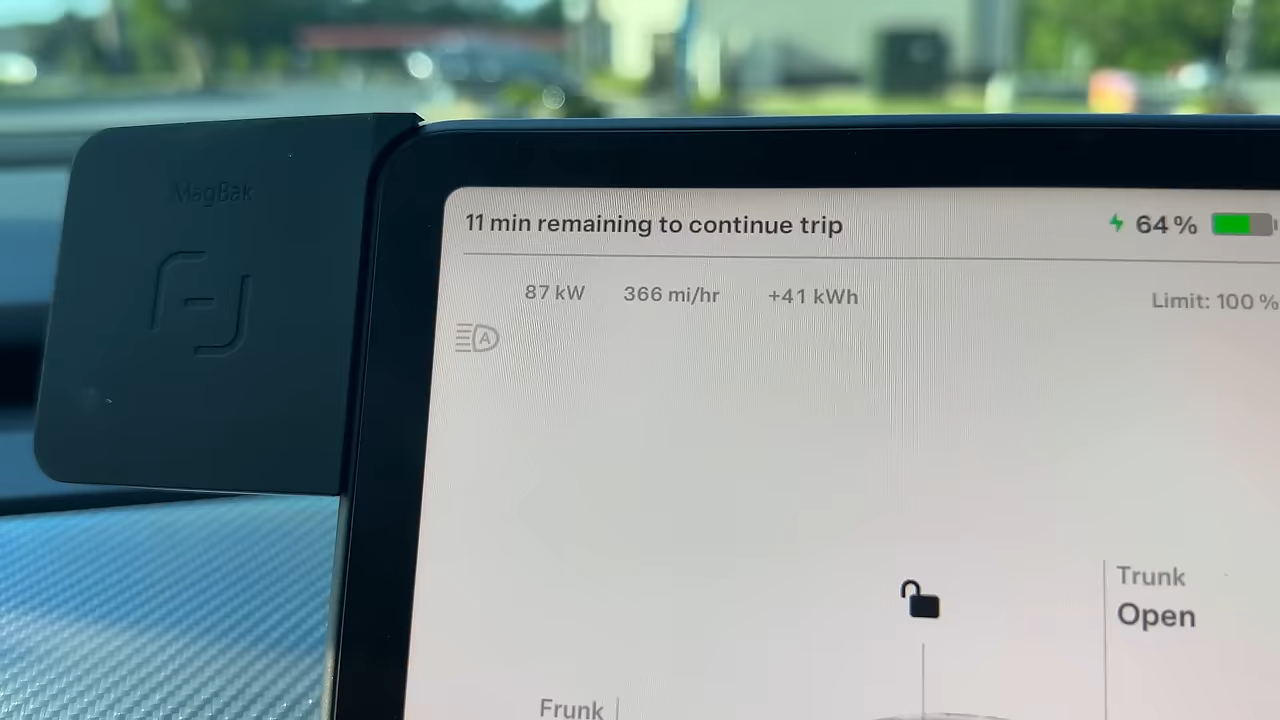 MagBak
11 min remaining to continue trip
64 %
87 kW 366 mi/hr +41 kWh
Limit: 100 %
A
Trunk
Open
Frunk